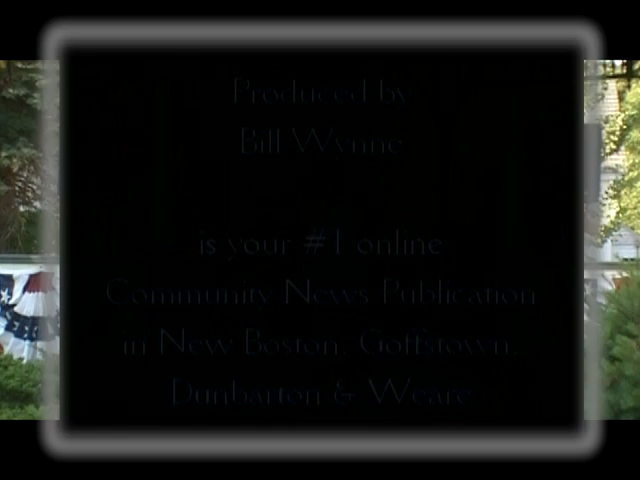 Produced by
Bill Wynne
is your #1 online
Community News Publication
in New Boston, Goffstown,
Dunbarton & Weare